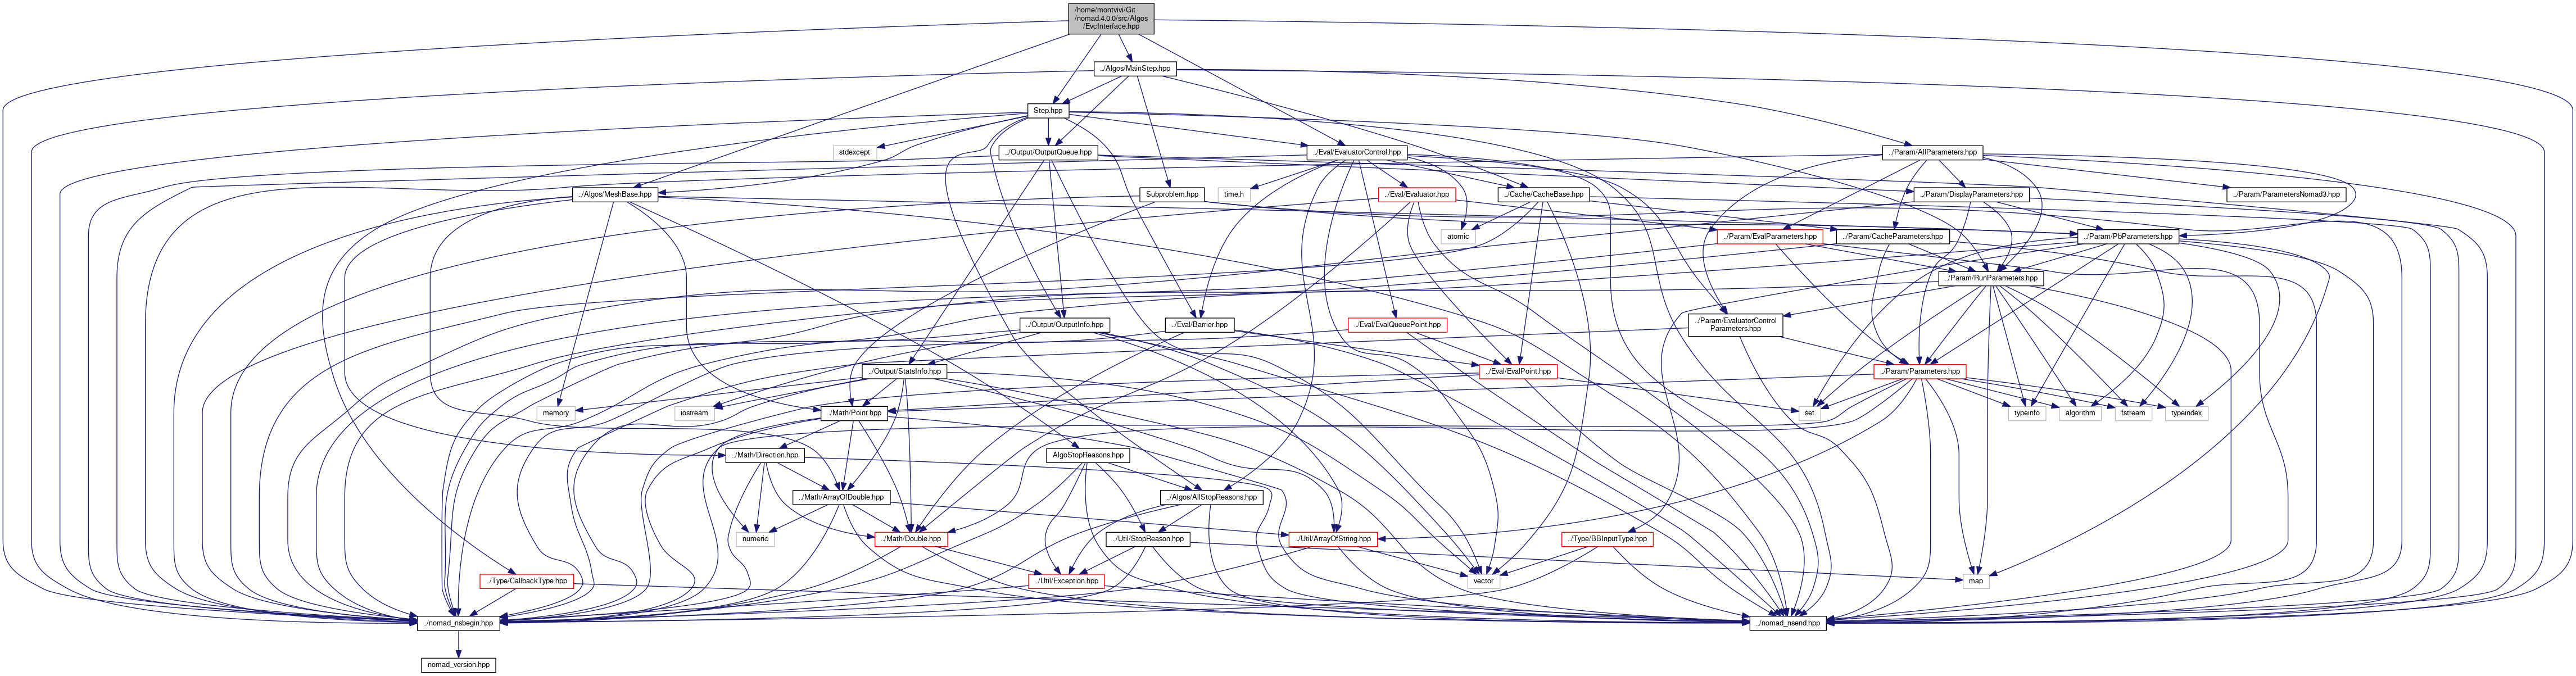 /home/montvivi/Git
/nomad.4.0.0/src/Algos
/EvcInterface.hpp
../Algos/MainStep.hpp
Step.hpp
stdexcept
../Output/OutputQueue.hpp
../Eval/EvaluatorControl.hpp
../Param/AllParameters.hpp
../Algos/MeshBase.hpp
Subproblem.hpp
time.h
../Eval/Evaluator.hpp
../Cache/CacheBase.hpp
../Param/DisplayParameters.hpp
../Param/ParametersNomad3.hpp
atomic
../Param/EvalParameters.hpp
../Param/CacheParameters.hpp
../Param/PbParameters.hpp
../Param/RunParameters.hpp
../Output/OutputInfo.hpp
../Eval/Barrier.hpp
../Eval/EvalQueuePoint.hpp
../Param/EvaluatorControl
Parameters.hpp
../Output/StatsInfo.hpp
../Eval/EvalPoint.hpp
../Param/Parameters.hpp
memory
iostream
../Math/Point.hpp
set
typeinfo
algorithm
fstream
typeindex
../Math/Direction.hpp
AlgoStopReasons.hpp
../Math/ArrayOfDouble.hpp
../Algos/AllStopReasons.hpp
numeric
../Math/Double.hpp
../Util/StopReason.hpp
../Util/ArrayOfString.hpp
../Type/BBInputType.hpp
../Type/CallbackType.hpp
../Util/Exception.hpp
vector
map
../nomad_nsbegin.hpp
../nomad_nsend.hpp
nomad_version.hpp